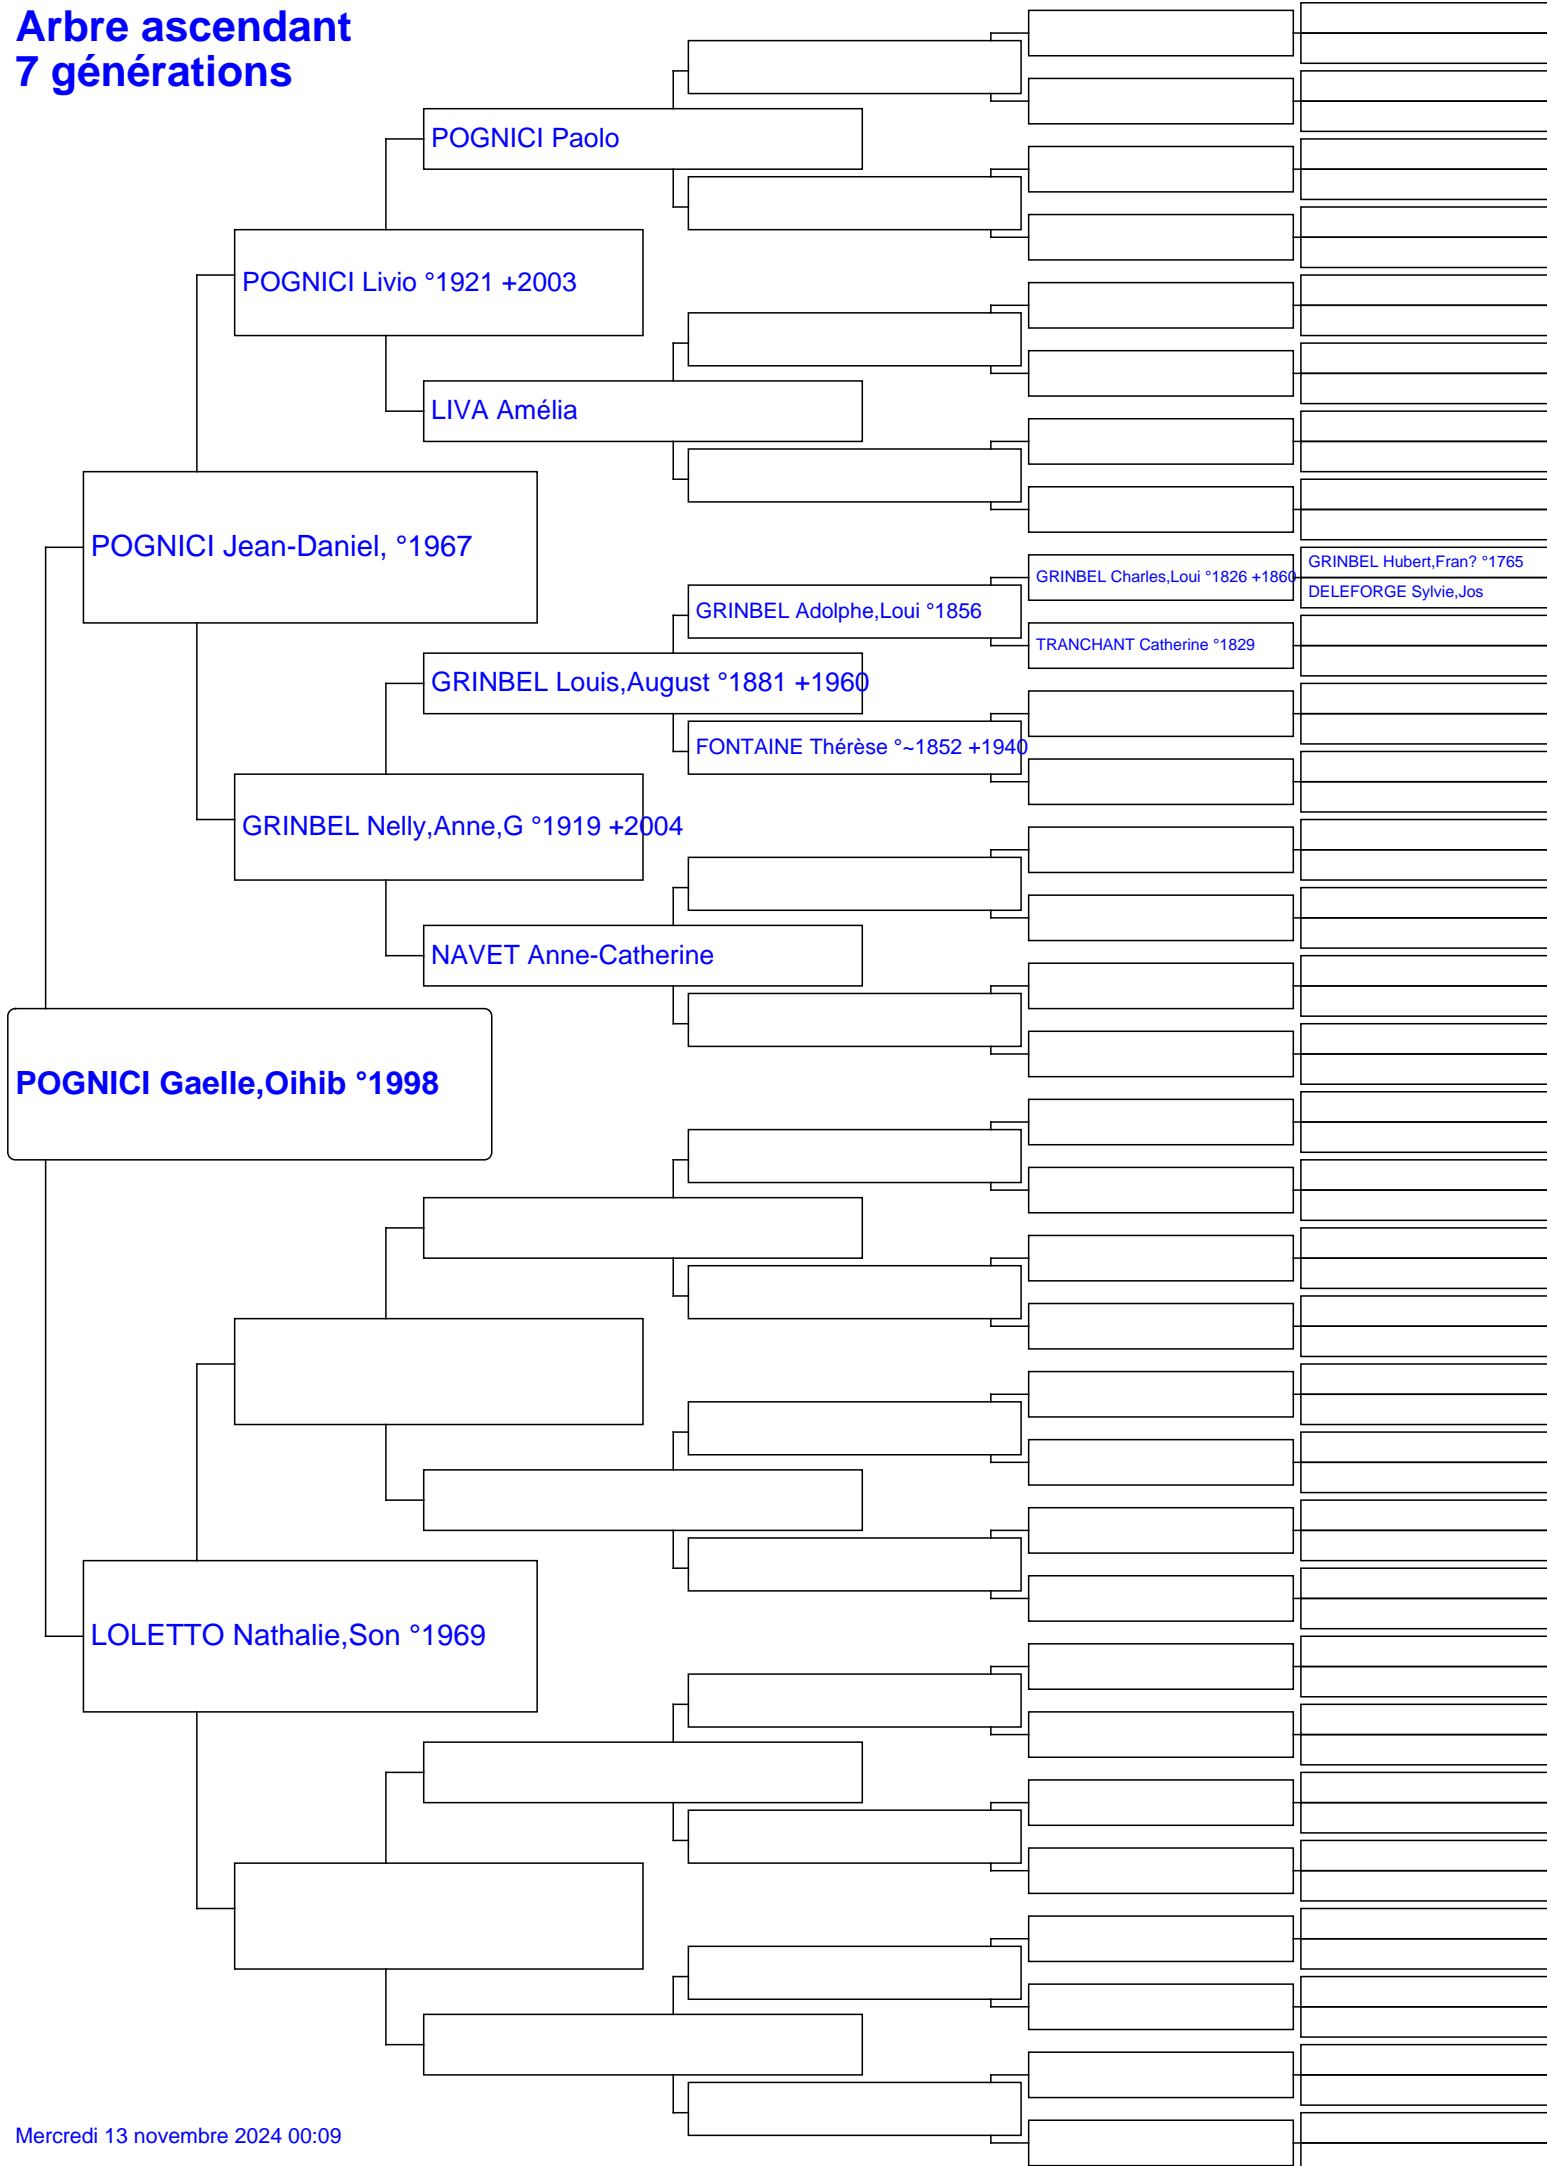 Arbre ascendant
7 générations
POGNICI Paolo
POGNICI Livio °1921 +2003
LIVA Amélia
POGNICI Jean-Daniel, °1967
GRINBEL Hubert,Fran? °1765
GRINBEL Charles,Loui °1826 +1860
DELEFORGE Sylvie,Jos
GRINBEL Adolphe,Loui °1856
TRANCHANT Catherine °1829
GRINBEL Louis,August °1881 +1960
FONTAINE Thérèse °~1852 +1940
GRINBEL Nelly,Anne,G °1919 +2004
NAVET Anne-Catherine
POGNICI Gaelle,Oihib °1998
LOLETTO Nathalie,Son °1969
Mercredi 13 novembre 2024 00:09